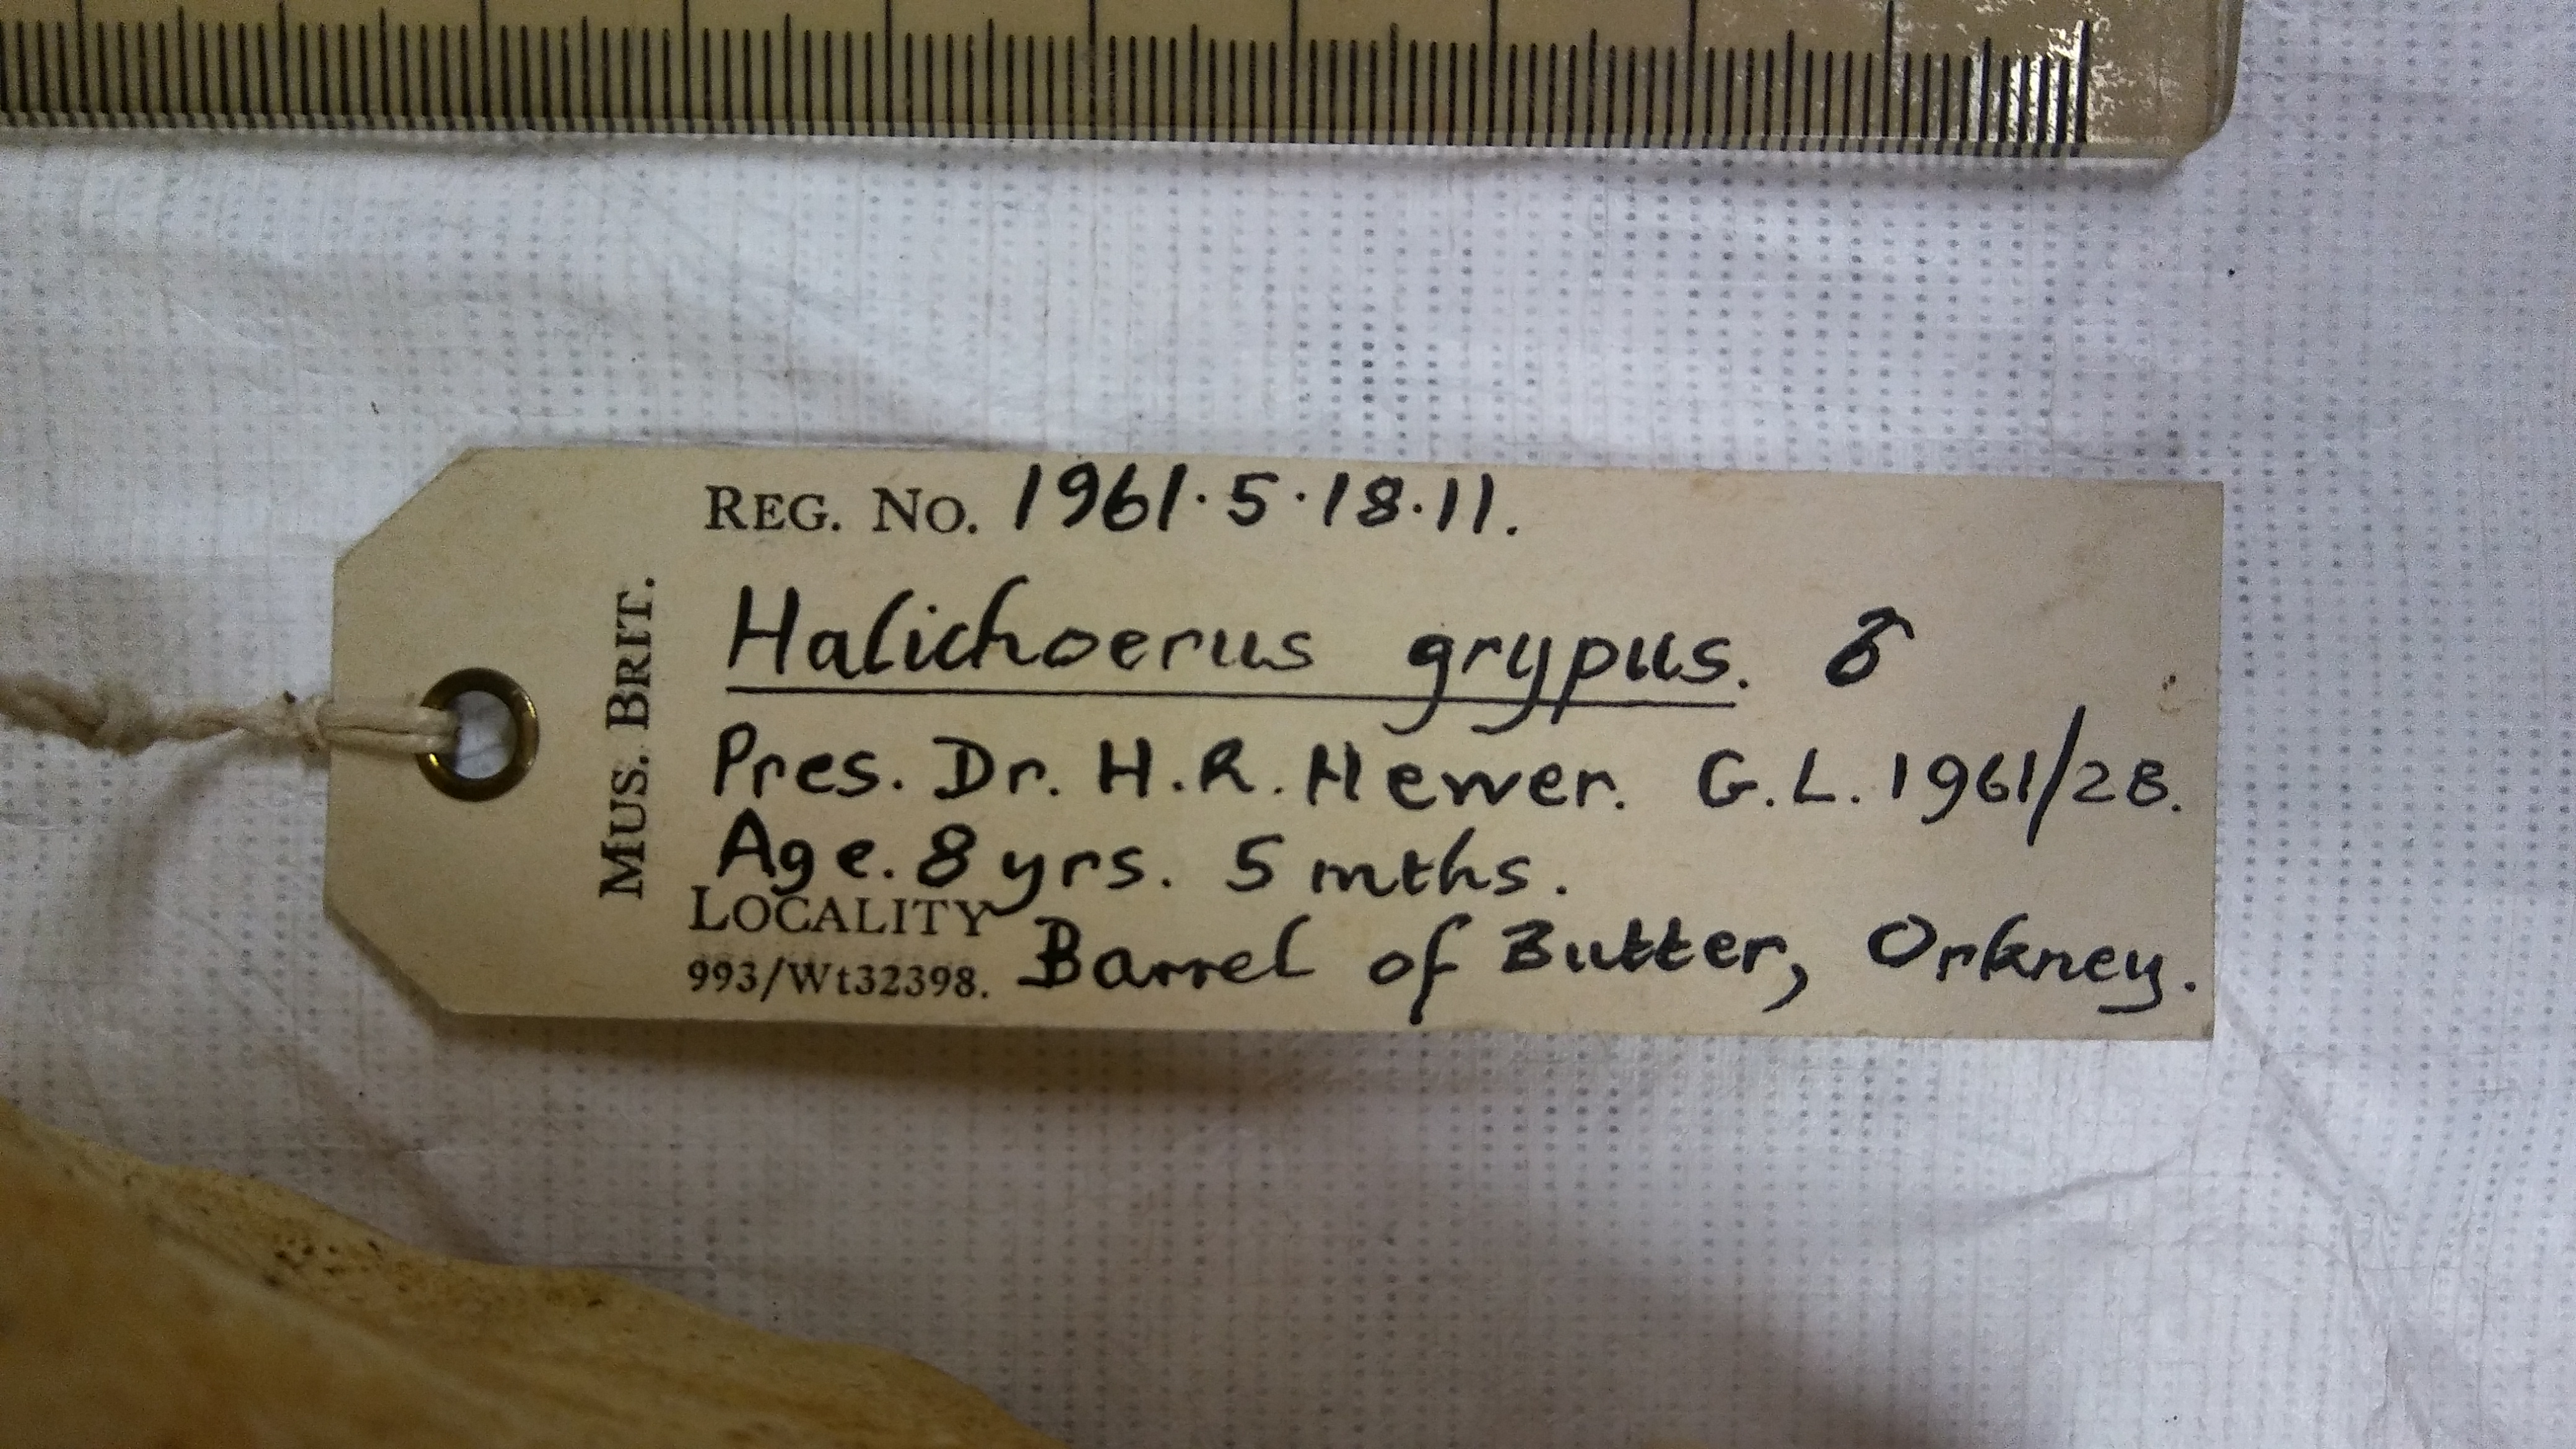 MUS. BRIT.
REG. No. 1961·5·18·11.
Halichoerus grypus. ♂
Pres. Dr. H.R. Hewer. G.L. 1961/28.
Age. 8 yrs. 5 mths.
LOCALITY
993/Wt32398. Barrel of Butter, Orkney.